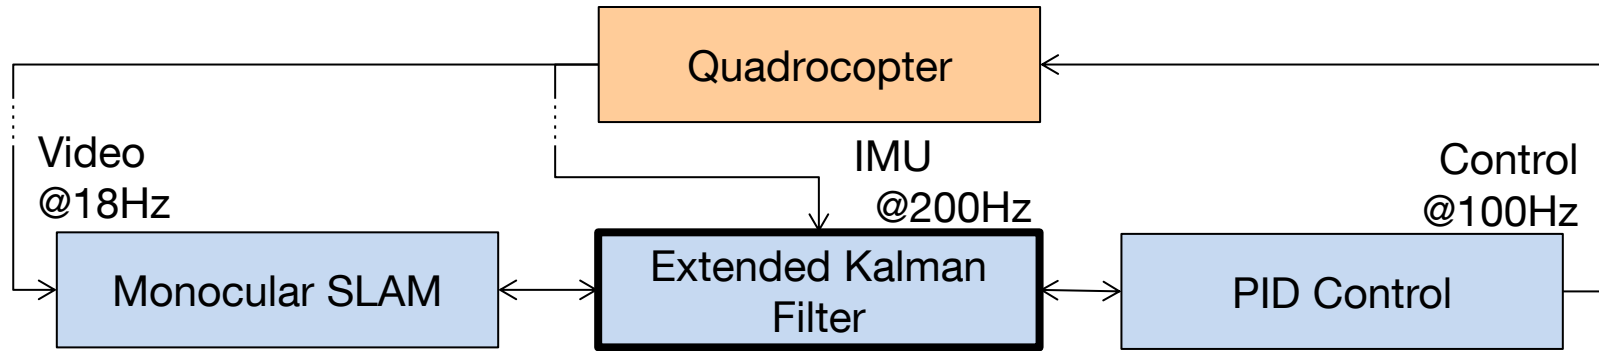 Quadrocopter
Video
@18Hz
IMU
@200Hz
Control
@100Hz
Monocular SLAM
Extended Kalman
Filter
PID Control